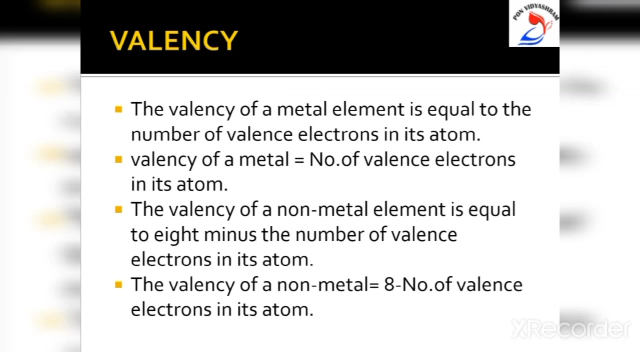 PON VIDYASHRAM
VALENCY
The valency of a metal element is equal to the
number of valence electrons in its atom.
valency of a metal = No.of valence electrons
in its atom.
The valency of a non-metal element is equal
to eight minus the number of valence
electrons in its atom.
The valency of a non-metal= 8-No.of valence
electrons in its atom.
XRecorder